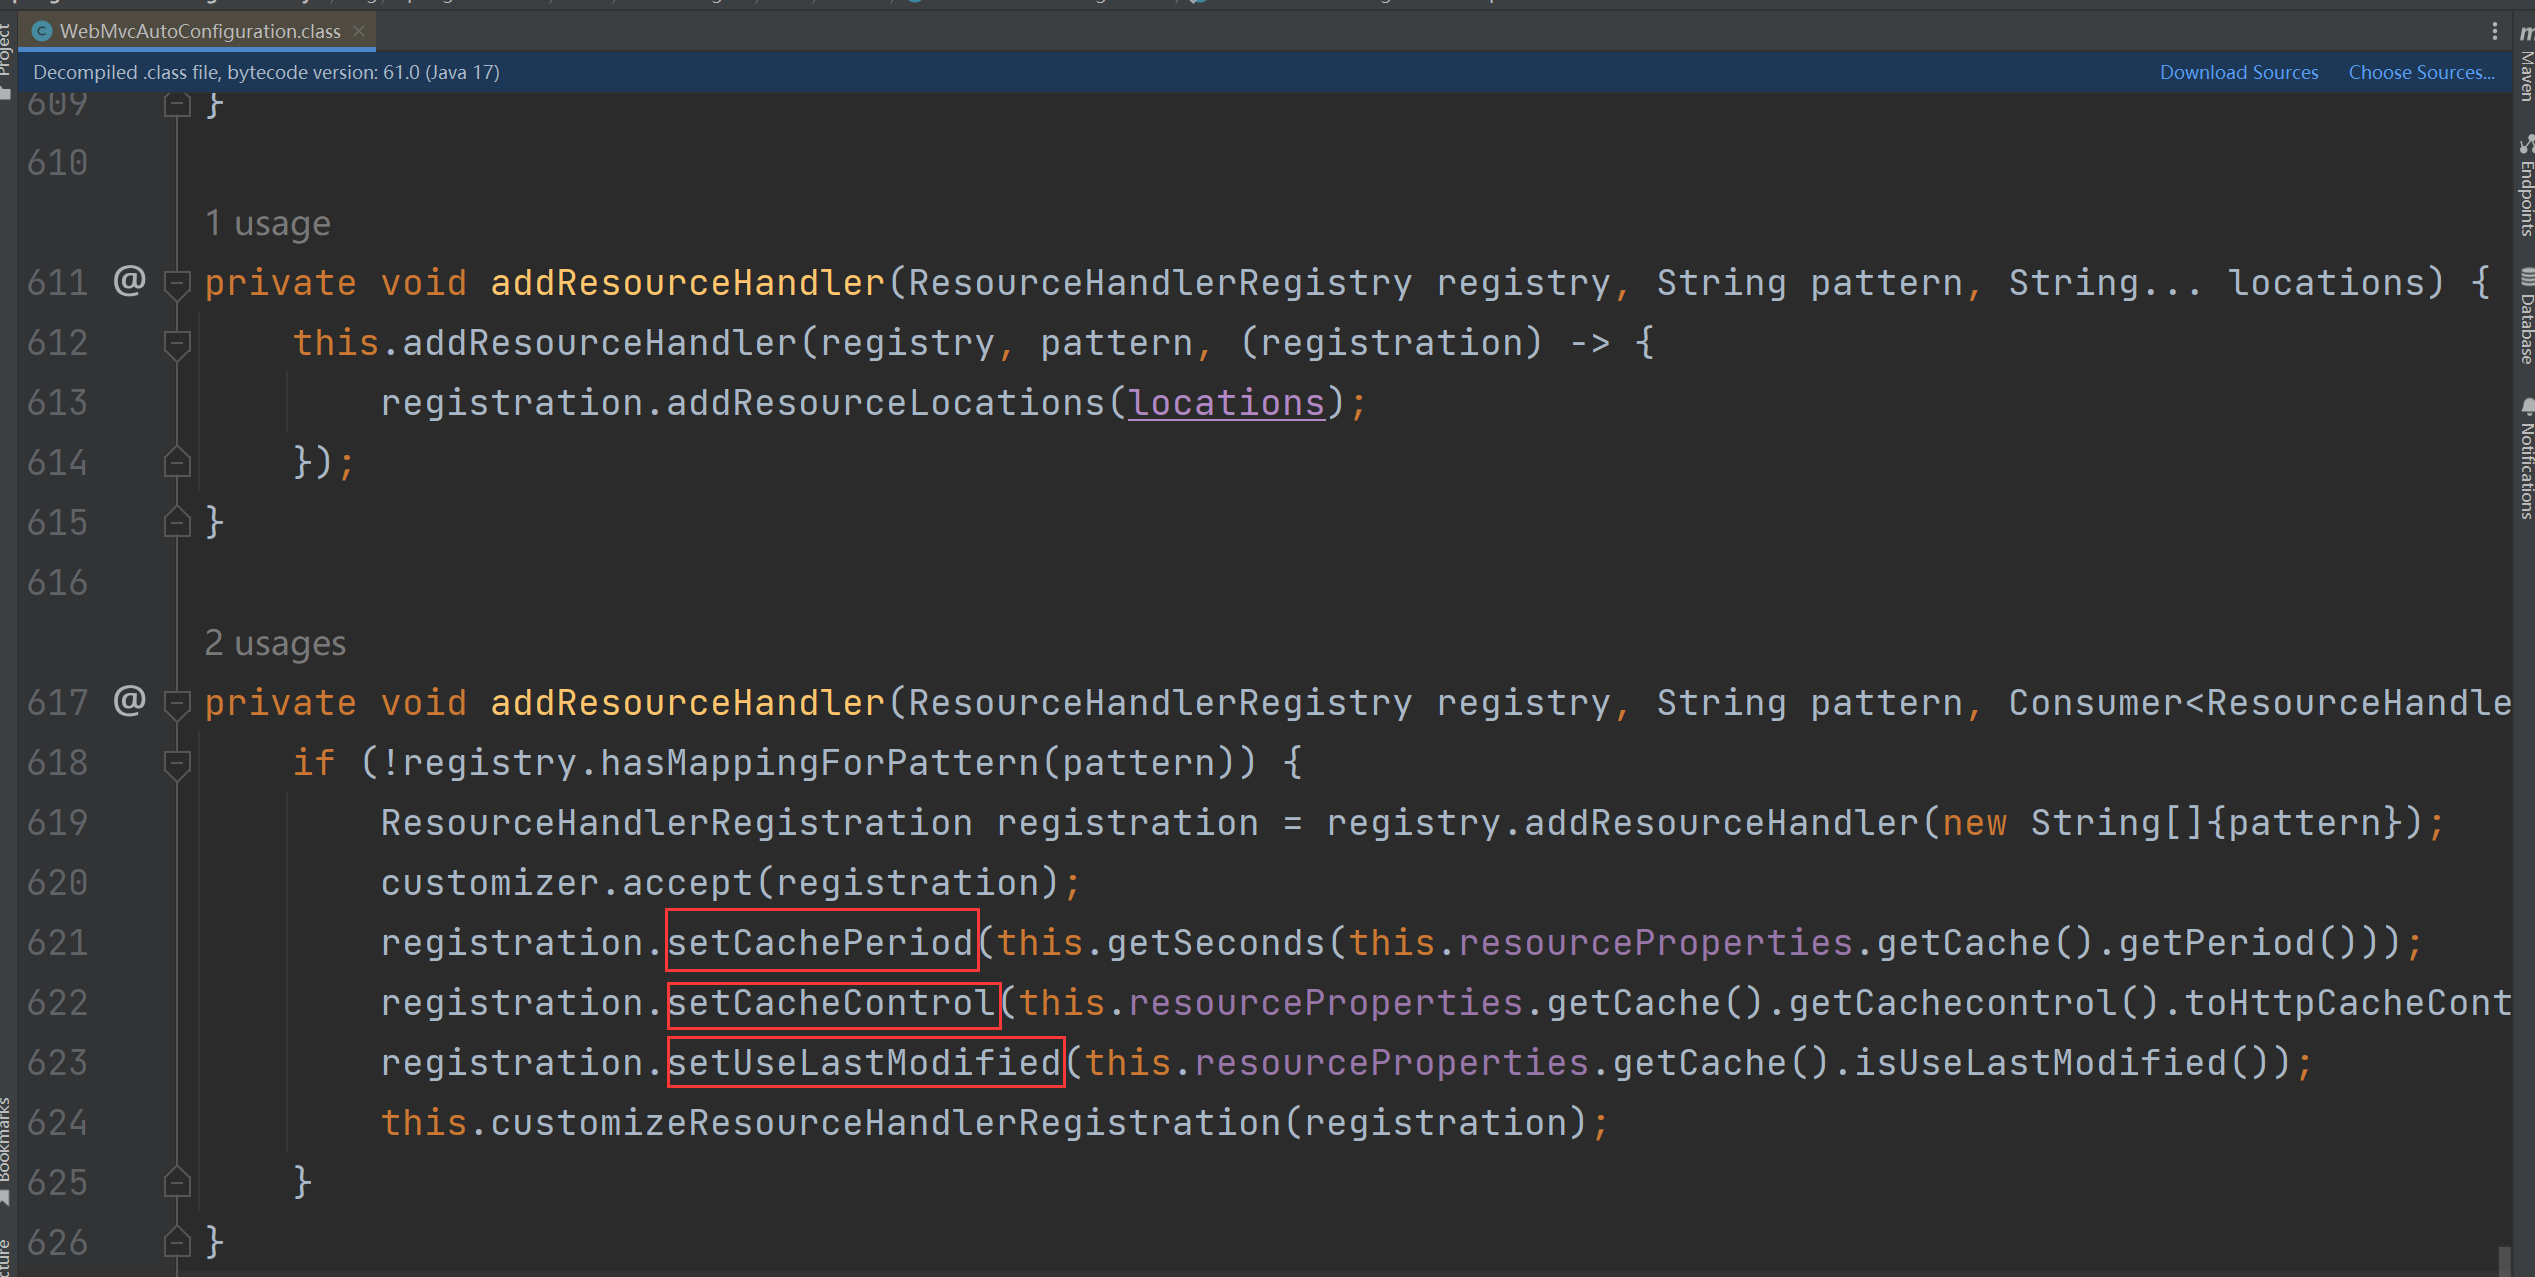 WebMvcAutoConfiguration.class
Decompiled .class file, bytecode version: 61.0 (Java 17)
Download Sources
Choose Sources...
609 }
610
1 usage
611 @ private void addResourceHandler(ResourceHandlerRegistry registry, String pattern, String... locations) {
612 this.addResourceHandler(registry, pattern, (registration) -> {
613 registration.addResourceLocations(locations);
614 });
615 }
616
2 usages
617 @ private void addResourceHandler(ResourceHandlerRegistry registry, String pattern, Consumer<ResourceHandle
618 if (!registry.hasMappingForPattern(pattern)) {
619 ResourceHandlerRegistration registration = registry.addResourceHandler(new String[]{pattern});
620 customizer.accept(registration);
621 registration.setCachePeriod(this.getSeconds(this.resourceProperties.getCache().getPeriod()));
622 registration.setCacheControl(this.resourceProperties.getCache().getCachecontrol().toHttpCacheCont
623 registration.setUseLastModified(this.resourceProperties.getCache().isUseLastModified());
624 this.customizeResourceHandlerRegistration(registration);
625 }
626 }
Project
Bookmarks
Maven
Endpoints
Database
Notifications